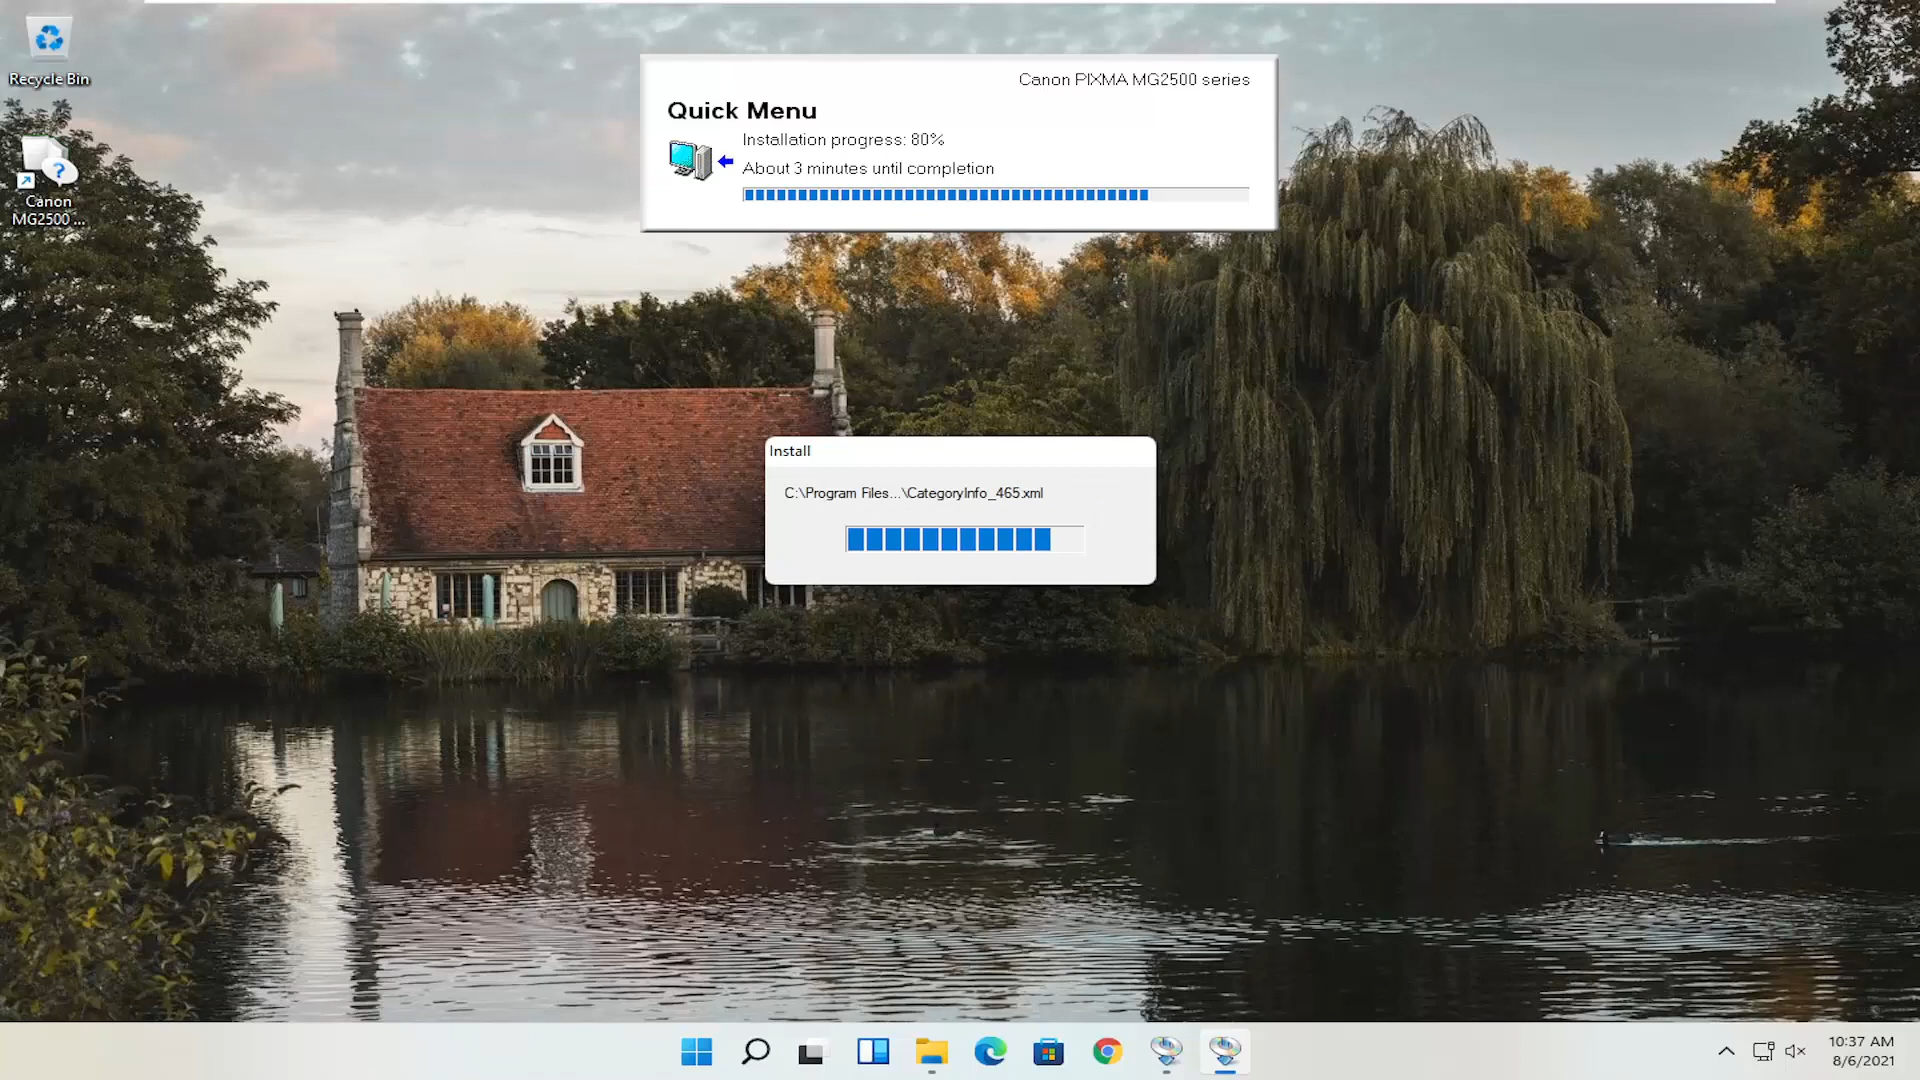 Recycle Bin
Canon
MG2500 ...
Canon PIXMA MG2500 series
Quick Menu
Installation progress: 80%
About 3 minutes until completion
Install
C:\Program Files...\CategoryInfo_465.xml
10:37 AM
8/6/2021